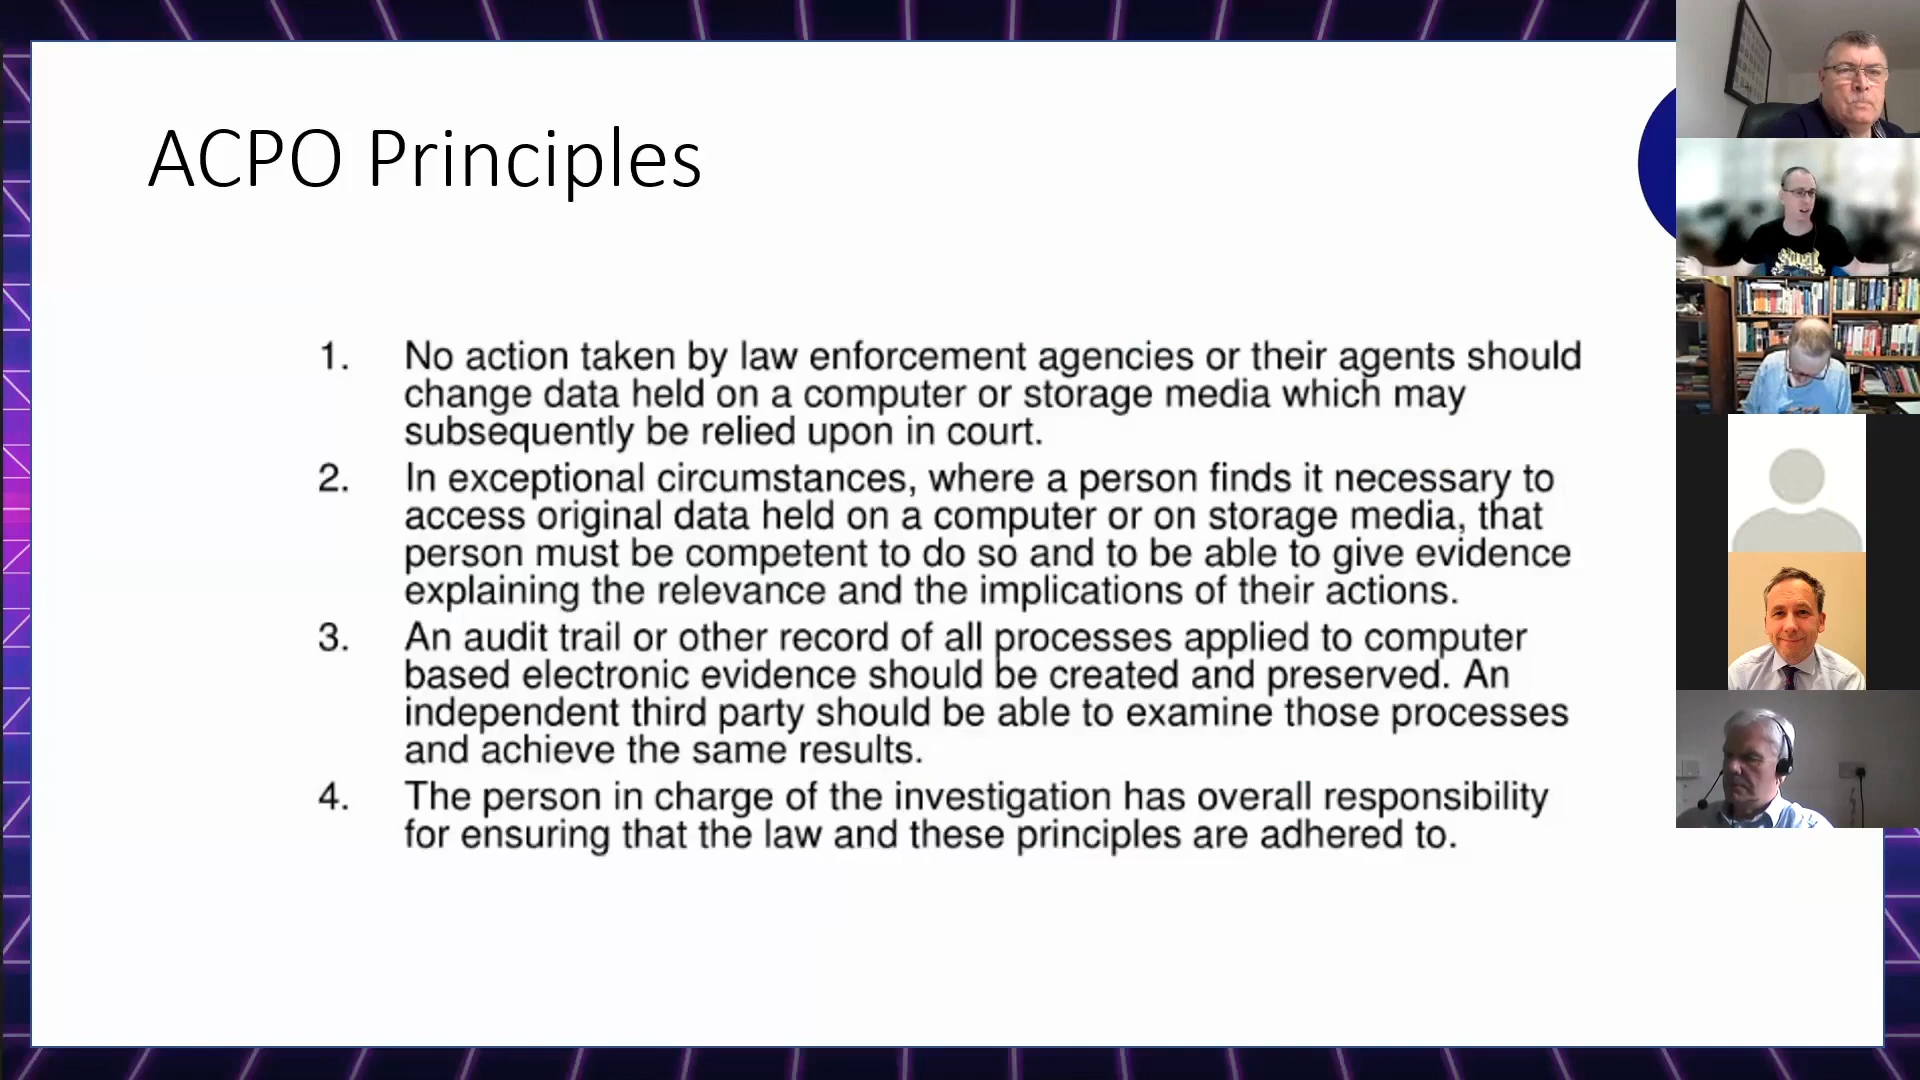 ACPO Principles
1. No action taken by law enforcement agencies or their agents should
change data held on a computer or storage media which may
subsequently be relied upon in court.
2. In exceptional circumstances, where a person finds it necessary to
access original data held on a computer or on storage media, that
person must be competent to do so and to be able to give evidence
explaining the relevance and the implications of their actions.
3. An audit trail or other record of all processes applied to computer
based electronic evidence should be created and preserved. An
independent third party should be able to examine those processes
and achieve the same results.
4. The person in charge of the investigation has overall responsibility
for ensuring that the law and these principles are adhered to.